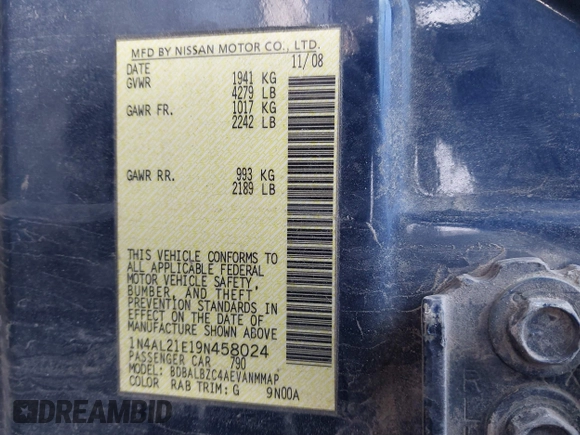 MFD BY NISSAN MOTOR CO., LTD.
DATE 11/08
GVWR 1941 KG
4279 LB
GAWR FR. 1017 KG
2242 LB
GAWR RR. 993 KG
2189 LB
THIS VEHICLE CONFORMS TO
ALL APPLICABLE FEDERAL
MOTOR VEHICLE SAFETY,
BUMPER, AND THEFT
PREVENTION STANDARDS IN
EFFECT ON THE DATE OF
MANUFACTURE SHOWN ABOVE
1N4AL21E19N458024
PASSENGER CAR 790
MODEL: BDBALBZC4AEVANMMAP
COLOR RAB TRIM: G 9N00A
DREAMBID